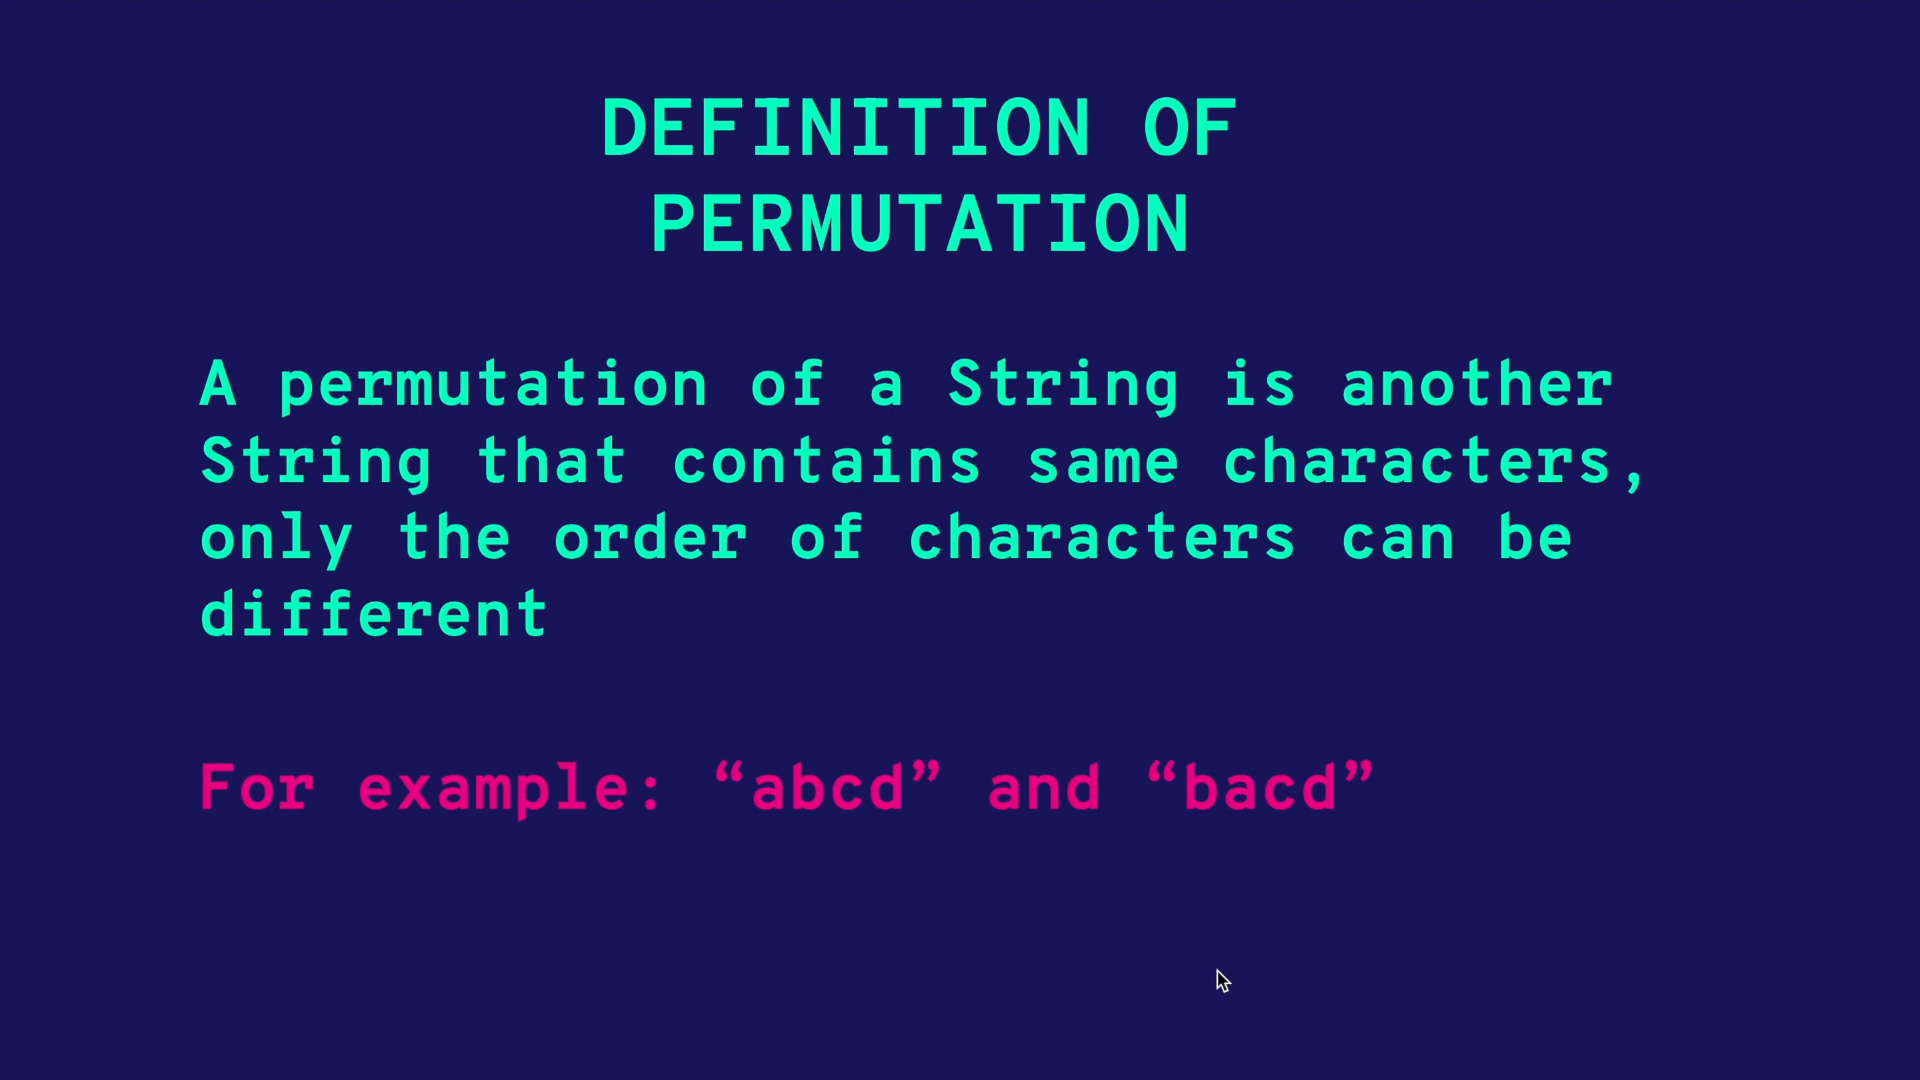 DEFINITION OF
PERMUTATION
A permutation of a String is another
String that contains same characters,
only the order of characters can be
different
For example: “abcd” and “bacd”